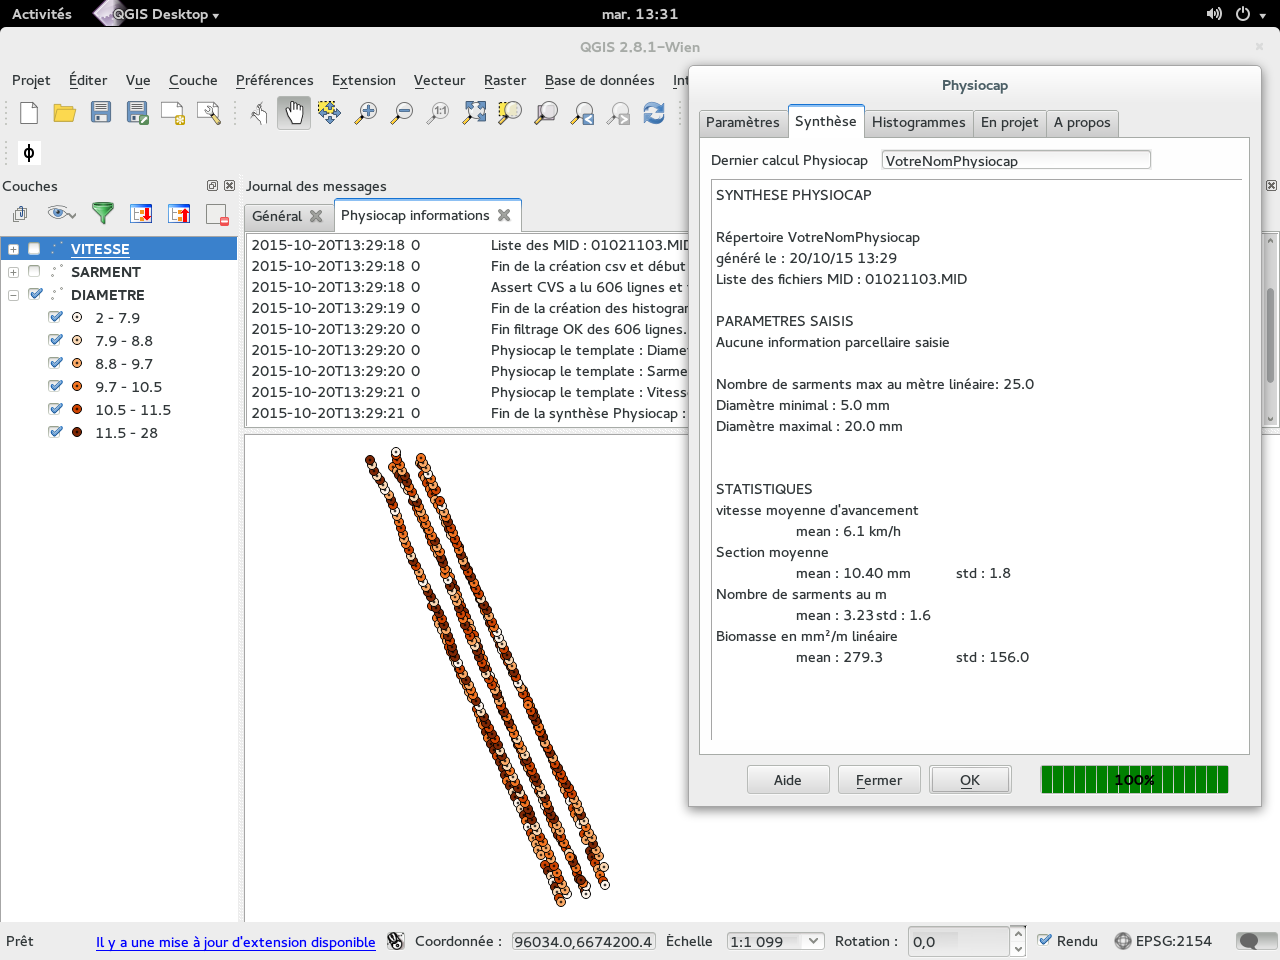 Activités
QGIS Desktop
mar. 13:31
QGIS 2.8.1-Wien
Projet Éditer Vue Couche Préférences Extension Vecteur Raster Base de données
Couches
VITESSE
SARMENT
DIAMETRE
2 - 7.9
7.9 - 8.8
8.8 - 9.7
9.7 - 10.5
10.5 - 11.5
11.5 - 28
Journal des messages
Général
Physiocap informations
2015-10-20T13:29:18 0 Liste des MID : 01021103.MID
2015-10-20T13:29:18 0 Fin de la création csv et début
2015-10-20T13:29:18 0 Assert CVS a lu 606 lignes et
2015-10-20T13:29:19 0 Fin de la création des histogran
2015-10-20T13:29:20 0 Fin filtrage OK des 606 lignes.
2015-10-20T13:29:20 0 Physiocap le template : Diamet
2015-10-20T13:29:20 0 Physiocap le template : Sarme
2015-10-20T13:29:21 0 Physiocap le template : Vitess
2015-10-20T13:29:21 0 Fin de la synthèse Physiocap :
Physiocap
Paramètres Synthèse Histogrammes En projet A propos
Dernier calcul Physiocap VotreNomPhysiocap
SYNTHESE PHYSIOCAP
Répertoire VotreNomPhysiocap
généré le : 20/10/15 13:29
Liste des fichiers MID : 01021103.MID
PARAMETRES SAISIS
Aucune information parcellaire saisie
Nombre de sarments max au mètre linéaire: 25.0
Diamètre minimal : 5.0 mm
Diamètre maximal : 20.0 mm
STATISTIQUES
vitesse moyenne d'avancement
mean : 6.1 km/h
Section moyenne
mean : 10.40 mm std : 1.8
Nombre de sarments au m
mean : 3.23 std : 1.6
Biomasse en mm²/m linéaire
mean : 279.3 std : 156.0
Aide Fermer OK 100%
Prêt Il y a une mise à jour d'extension disponible Coordonnée : 96034.0,6674200.4 Échelle 1:1 099 Rotation : 0,0 Rendu EPSG:2154